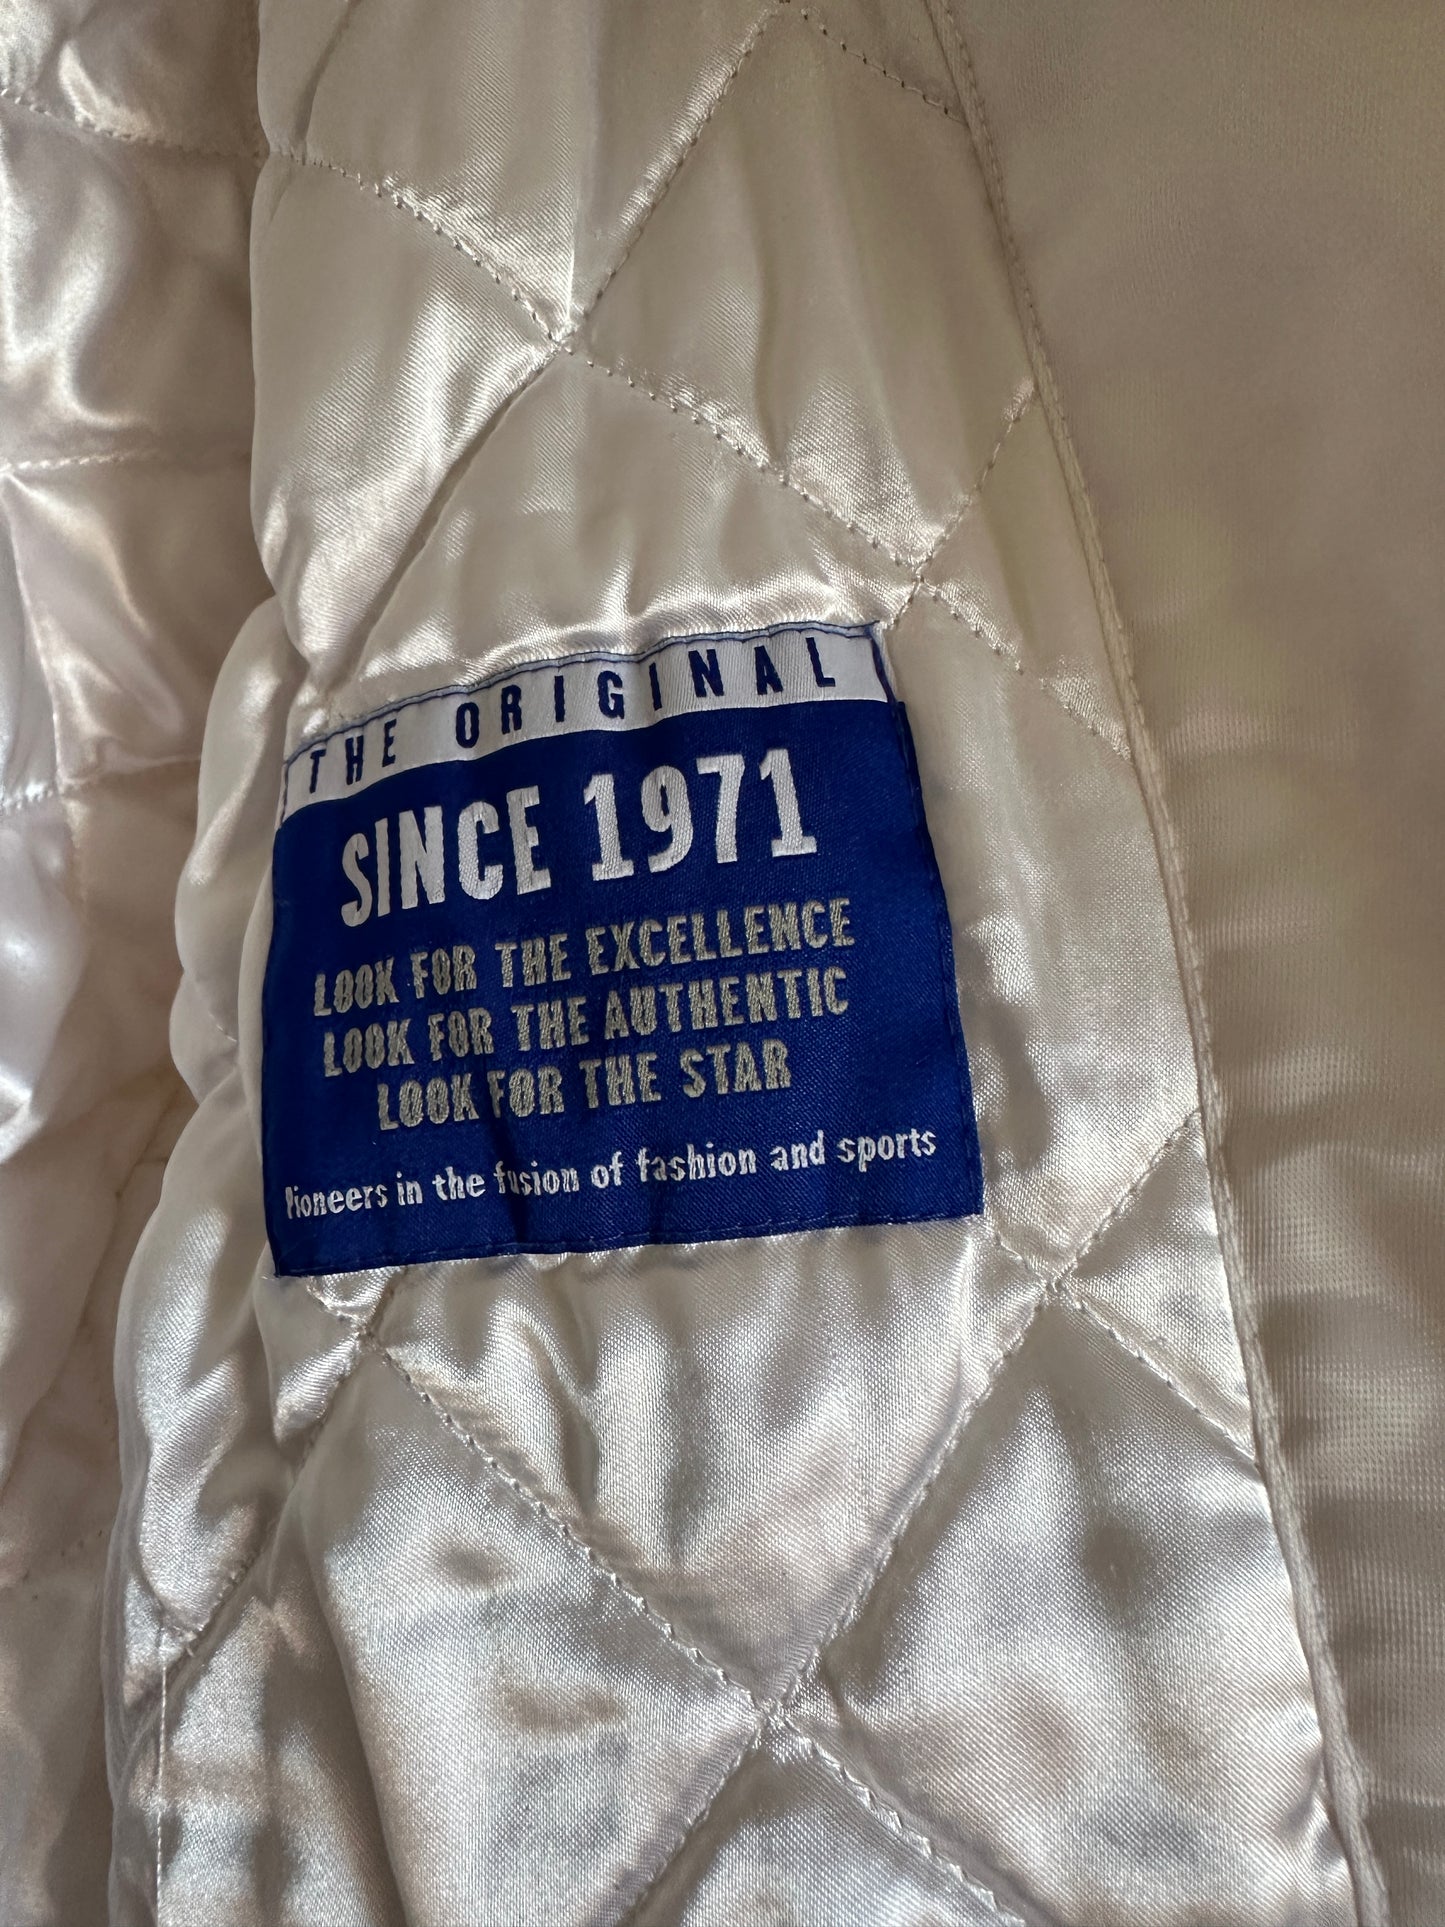 THE ORIGINAL
SINCE 1971
LOOK FOR THE EXCELLENCE
LOOK FOR THE AUTHENTIC
LOOK FOR THE STAR
Pioneers in the fusion of fashion and sports